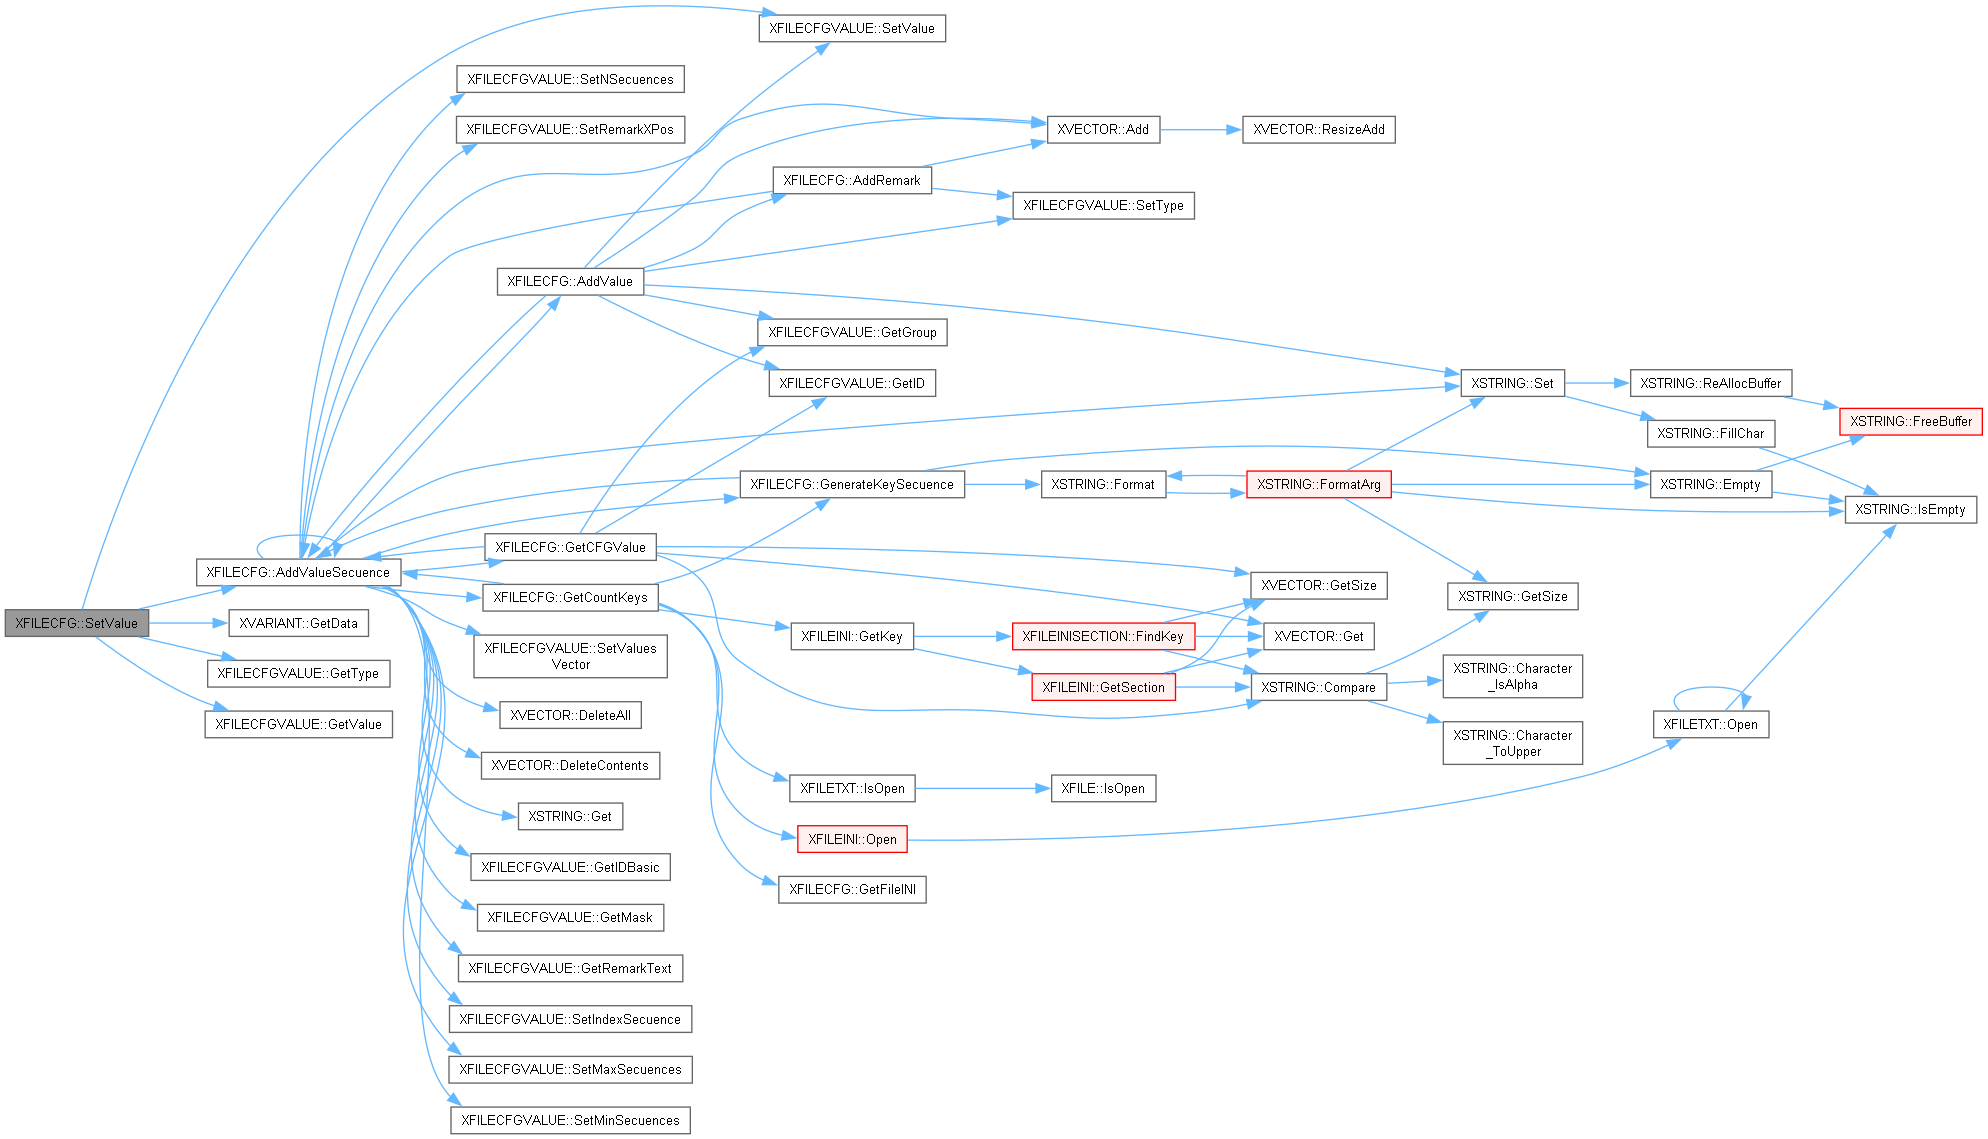 XFILECFG::SetValue
XFILECFG::AddValueSecuence
XVARIANT::GetData
XFILECFGVALUE::GetType
XFILECFGVALUE::GetValue
XFILECFGVALUE::SetNSecuences
XFILECFGVALUE::SetRemarkXPos
XFILECFG::AddValue
XFILECFG::GetCFGValue
XFILECFG::GetCountKeys
XFILECFGVALUE::SetValues
Vector
XVECTOR::DeleteAll
XVECTOR::DeleteContents
XSTRING::Get
XFILECFGVALUE::GetIDBasic
XFILECFGVALUE::GetMask
XFILECFGVALUE::GetRemarkText
XFILECFGVALUE::SetIndexSecuence
XFILECFGVALUE::SetMaxSecuences
XFILECFGVALUE::SetMinSecuences
XFILECFGVALUE::SetValue
XFILECFG::AddRemark
XFILECFGVALUE::GetGroup
XFILECFGVALUE::GetID
XFILECFG::GenerateKeySecuence
XFILEINI::GetKey
XFILETXT::IsOpen
XFILEINI::Open
XFILECFG::GetFileINI
XVECTOR::Add
XFILECFGVALUE::SetType
XSTRING::Format
XFILEINISECTION::FindKey
XFILEINI::GetSection
XFILE::IsOpen
XVECTOR::ResizeAdd
XSTRING::FormatArg
XVECTOR::GetSize
XVECTOR::Get
XSTRING::Compare
XSTRING::Set
XSTRING::GetSize
XSTRING::Character
_IsAlpha
XSTRING::Character
_ToUpper
XSTRING::ReAllocBuffer
XSTRING::FillChar
XSTRING::Empty
XFILETXT::Open
XSTRING::FreeBuffer
XSTRING::IsEmpty